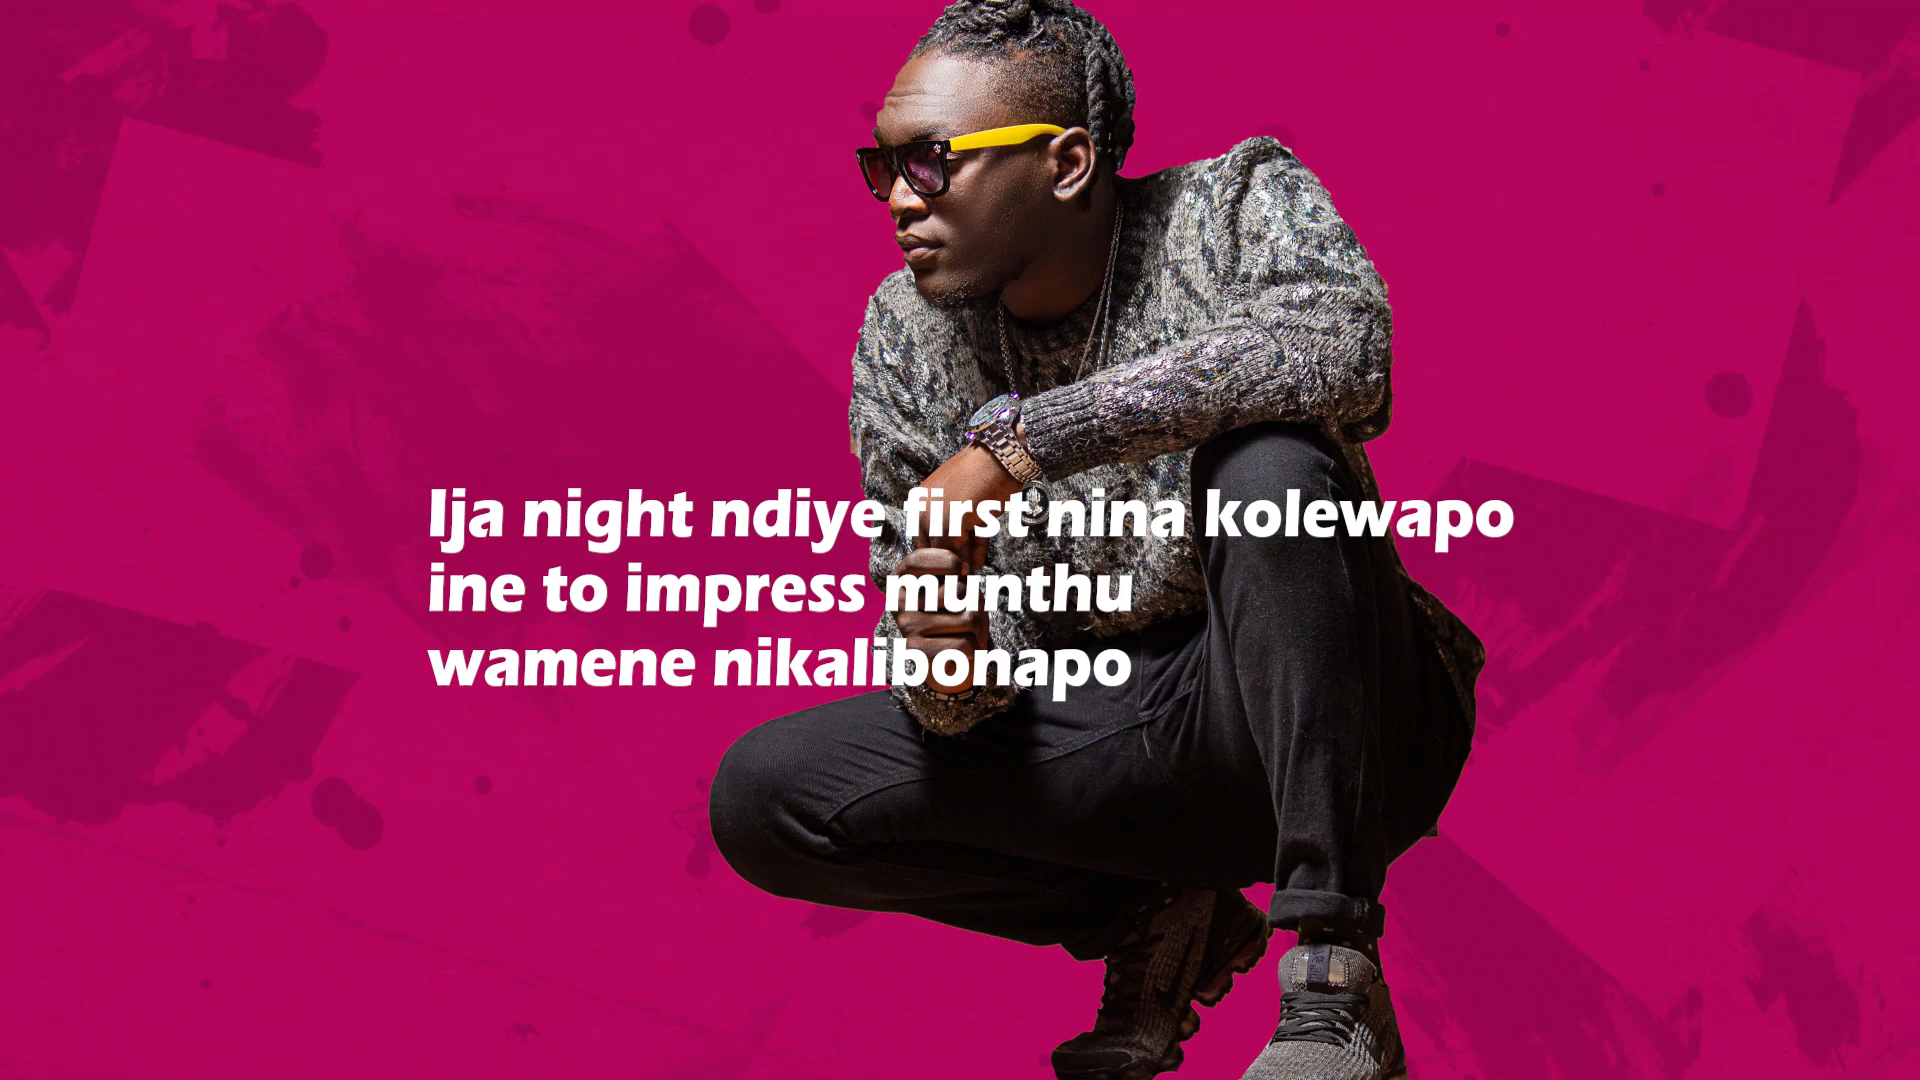 Ija night ndiye first nina kolewapo
ine to impress munthu
wamene nikalibonapo